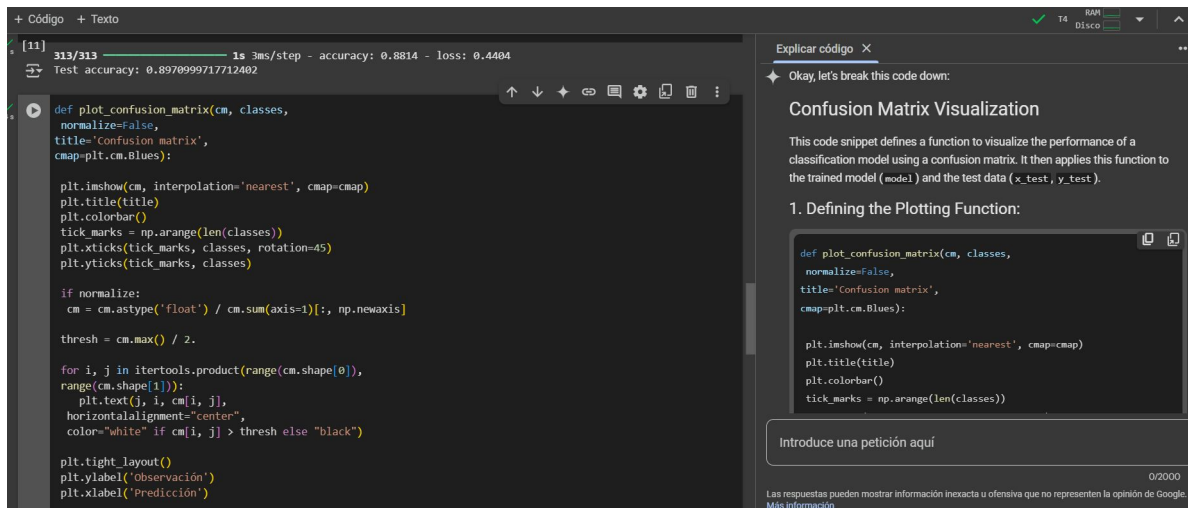 + Código + Texto
T4 RAM
Disco
[11]
313/313 ━━━━━━━━━━━━━━━━━━━━ 1s 3ms/step - accuracy: 0.8814 - loss: 0.4404
Test accuracy: 0.8970999717712402
def plot_confusion_matrix(cm, classes,
normalize=False,
title='Confusion matrix',
cmap=plt.cm.Blues):
plt.imshow(cm, interpolation='nearest', cmap=cmap)
plt.title(title)
plt.colorbar()
tick_marks = np.arange(len(classes))
plt.xticks(tick_marks, classes, rotation=45)
plt.yticks(tick_marks, classes)
if normalize:
cm = cm.astype('float') / cm.sum(axis=1)[:, np.newaxis]
thresh = cm.max() / 2.
for i, j in itertools.product(range(cm.shape[0]),
range(cm.shape[1])):
plt.text(j, i, cm[i, j],
horizontalalignment="center",
color="white" if cm[i, j] > thresh else "black")
plt.tight_layout()
plt.ylabel('Observación')
plt.xlabel('Predicción')
Explicar código ×
Okay, let's break this code down:
Confusion Matrix Visualization
This code snippet defines a function to visualize the performance of a
classification model using a confusion matrix. It then applies this function to
the trained model (model) and the test data (x_test, y_test).
1. Defining the Plotting Function:
def plot_confusion_matrix(cm, classes,
normalize=False,
title='Confusion matrix',
cmap=plt.cm.Blues):
plt.imshow(cm, interpolation='nearest', cmap=cmap)
plt.title(title)
plt.colorbar()
tick_marks = np.arange(len(classes))
Introduce una petición aquí
0/2000
Las respuestas pueden mostrar información inexacta u ofensiva que no representen la opinión de Google.
Más información